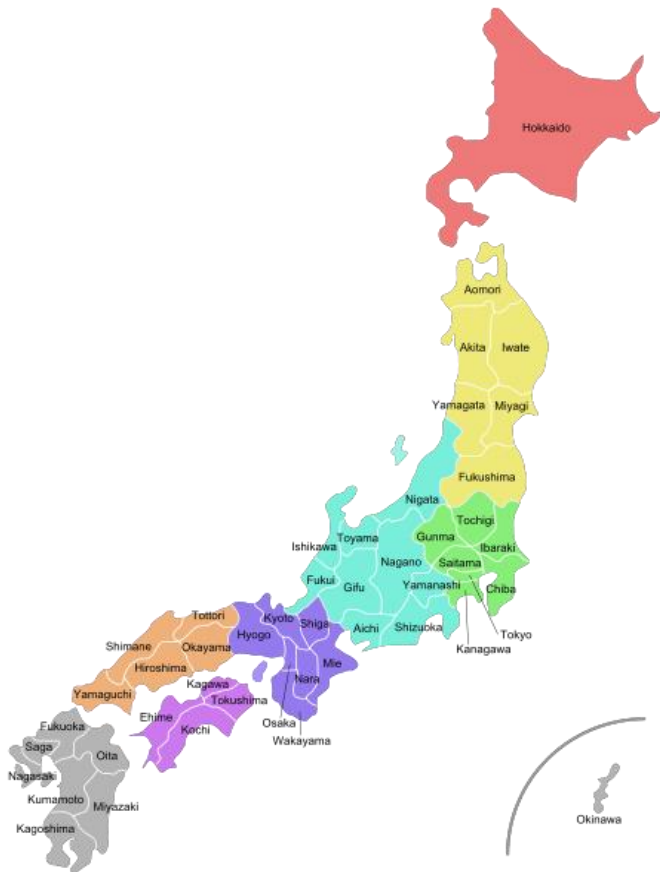 Hokkaido
Aomori
Akita
Iwate
Yamagata
Miyagi
Fukushima
Nigata
Tochigi
Gunma
Ibaraki
Toyama
Ishikawa
Nagano
Saitama
Fukui
Gifu
Yamanashi
Chiba
Tottori
Kyoto
Shiga
Aichi
Shizuoka
Tokyo
Kanagawa
Hyogo
Shimane
Okayama
Hiroshima
Mie
Nara
Kagawa
Yamaguchi
Tokushima
Ehime
Osaka
Fukuoka
Kochi
Wakayama
Saga
Oita
Nagasaki
Kumamoto
Miyazaki
Okinawa
Kagoshima